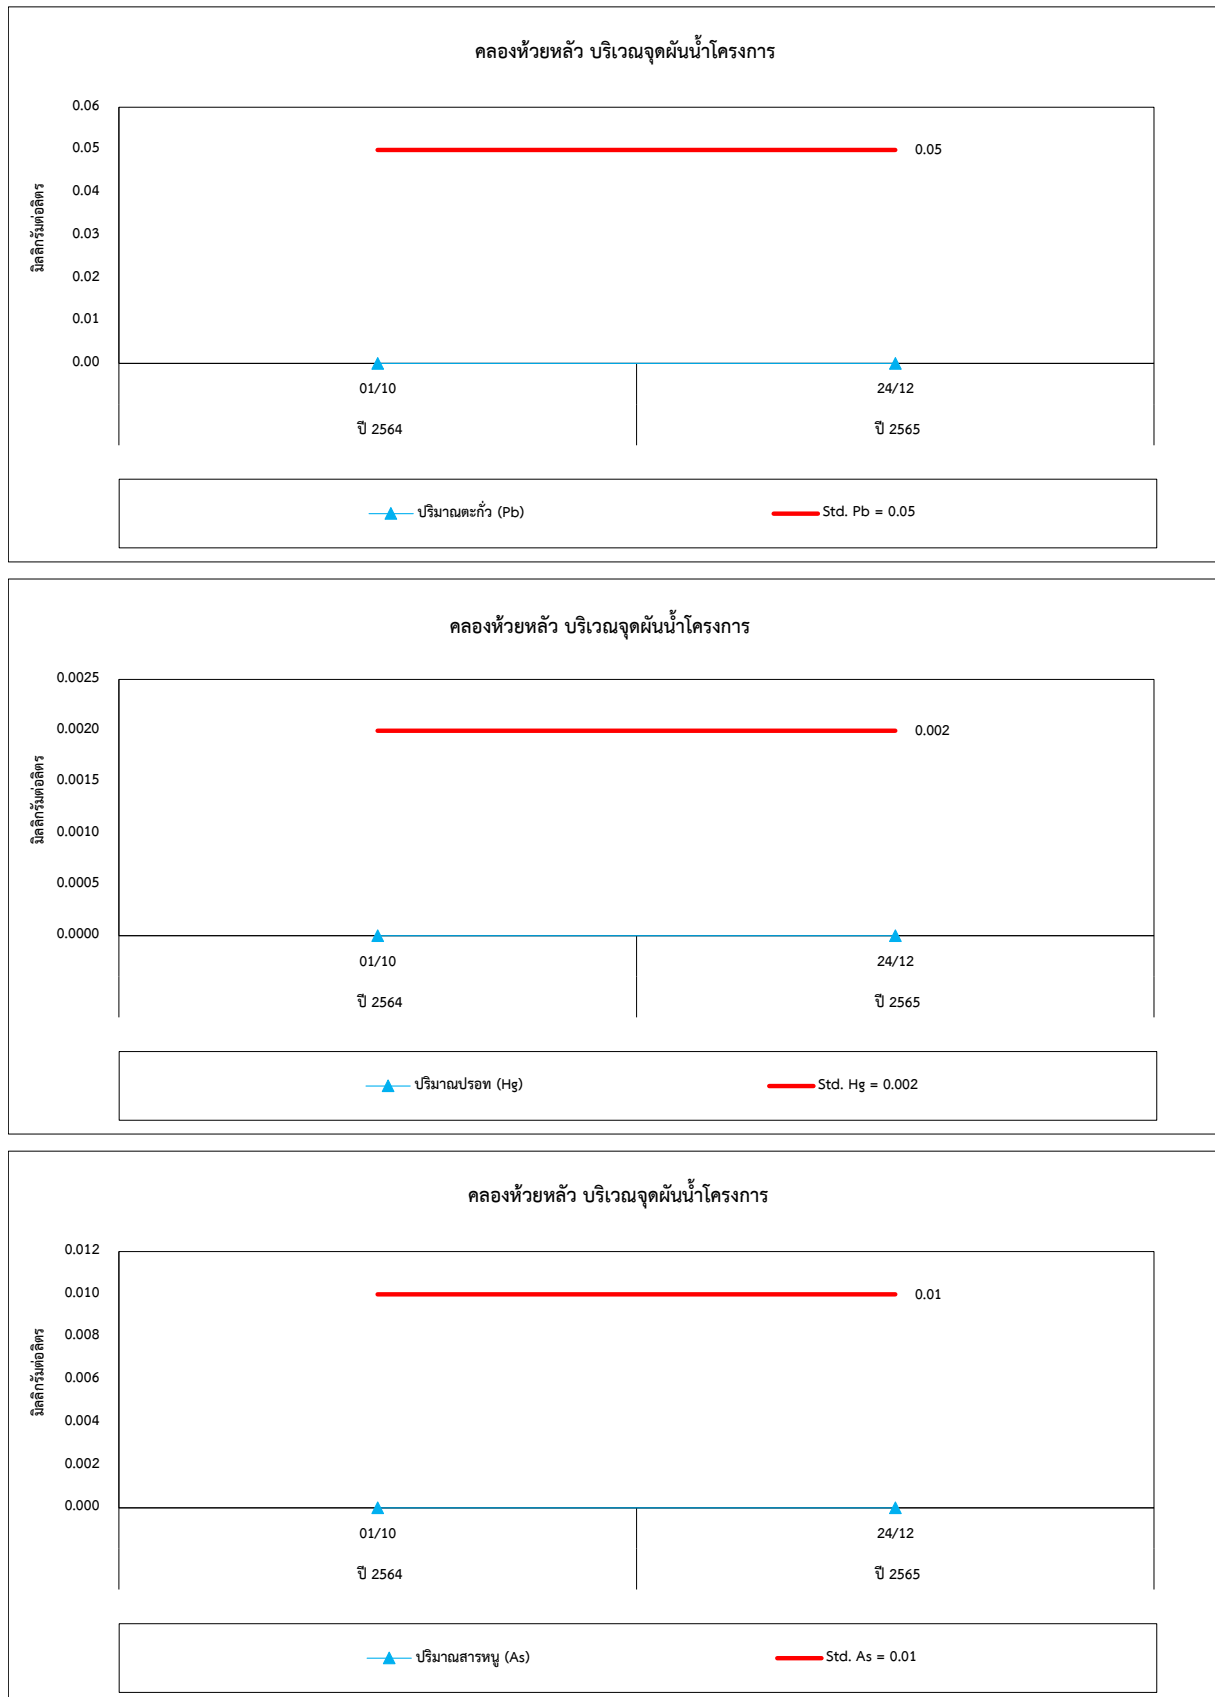 คลองห้วยหลัว บริเวณจุดผันน้ำโครงการ
มิลลิกรัมต่อลิตร
0.06
0.05
0.04
0.03
0.02
0.01
0.00
0.05
01/10
24/12
ปี 2564
ปี 2565
ปริมาณตะกั่ว (Pb)
Std. Pb = 0.05
คลองห้วยหลัว บริเวณจุดผันน้ำโครงการ
มิลลิกรัมต่อลิตร
0.0025
0.0020
0.0015
0.0010
0.0005
0.0000
0.002
01/10
24/12
ปี 2564
ปี 2565
ปริมาณปรอท (Hg)
Std. Hg = 0.002
คลองห้วยหลัว บริเวณจุดผันน้ำโครงการ
มิลลิกรัมต่อลิตร
0.012
0.010
0.008
0.006
0.004
0.002
0.000
0.01
01/10
24/12
ปี 2564
ปี 2565
ปริมาณสารหนู (As)
Std. As = 0.01